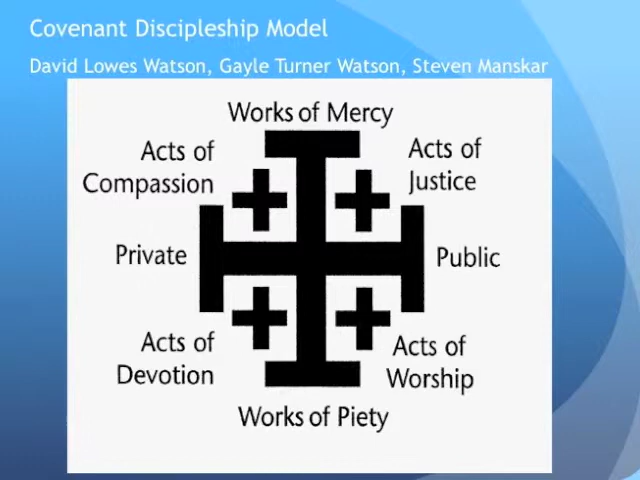 Covenant Discipleship Model
David Lowes Watson, Gayle Turner Watson, Steven Manskar
Works of Mercy
Acts of
Compassion
Acts of
Justice
Private
Public
Acts of
Devotion
Acts of
Worship
Works of Piety